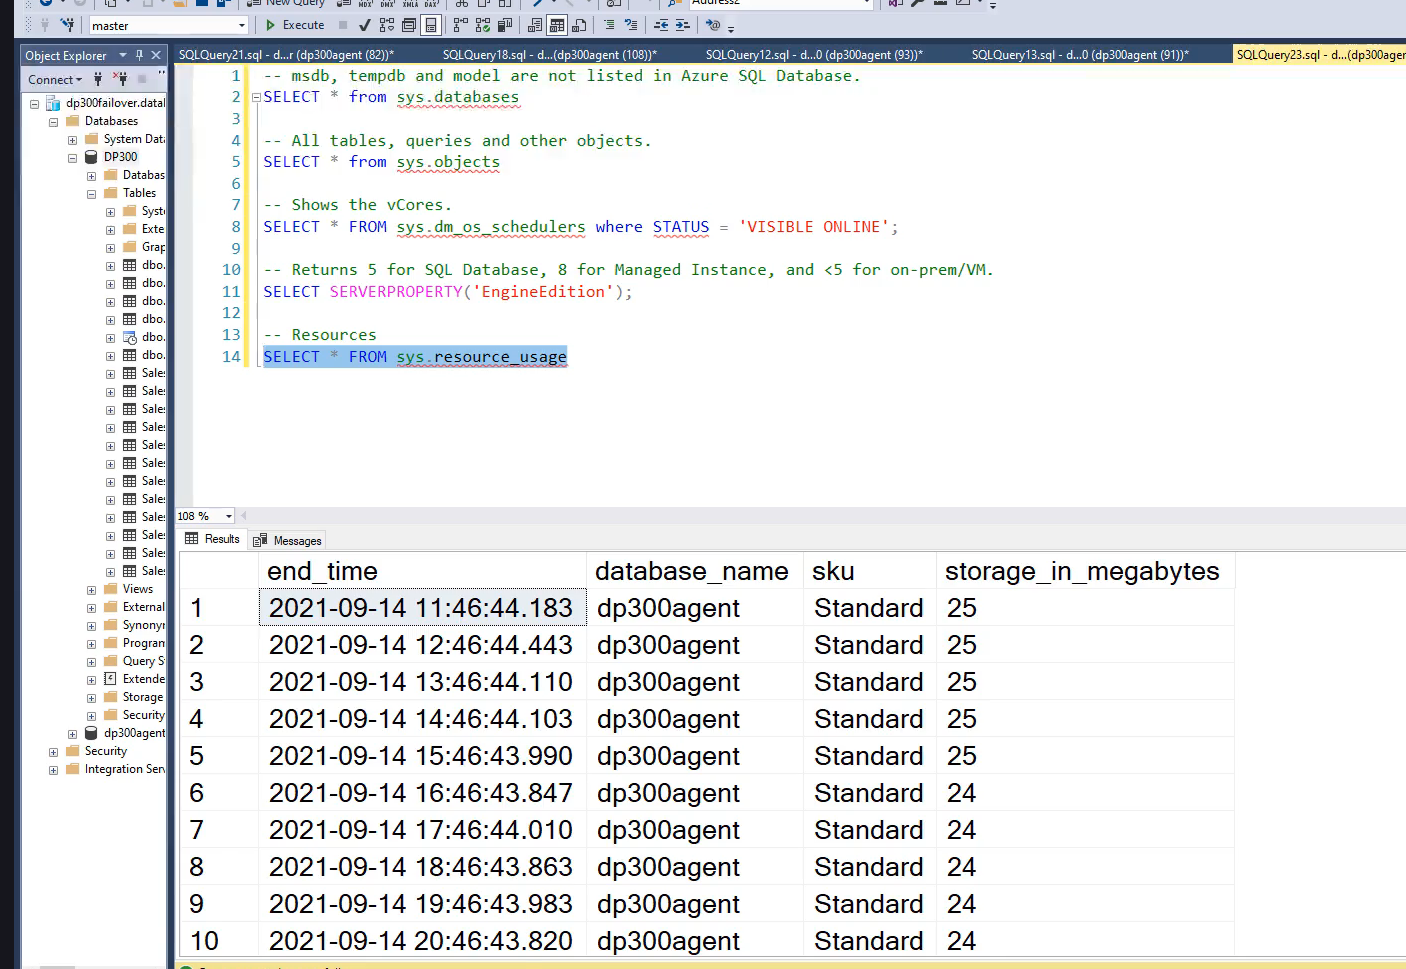 New Query MDX DMX XMLA DAX Address2
master Execute
Object Explorer
Connect
dp300failover.datal
Databases
System Data
DP300
Databas
Tables
Syst
Exte
Grap
dbo.
dbo.
dbo.
dbo.
dbo.
dbo.
Sale:
Sale:
Sale:
Sale:
Sale:
Sale:
Sale:
Sale:
Sale:
Sale:
Sale:
Sale:
Views
External
Synonyr
Program
Query S
Extende
Storage
Security
dp300agent
Security
Integration Serv
SQLQuery21.sql - d...r (dp300agent (82))* SQLQuery18.sql - d...(dp300agent (108))* SQLQuery12.sql - d...0 (dp300agent (93))* SQLQuery13.sql - d...0 (dp300agent (91))* SQLQuery23.sql - d...(dp300ager
1 -- msdb, tempdb and model are not listed in Azure SQL Database.
2 SELECT * from sys.databases
3
4 -- All tables, queries and other objects.
5 SELECT * from sys.objects
6
7 -- Shows the vCores.
8 SELECT * FROM sys.dm_os_schedulers where STATUS = 'VISIBLE ONLINE';
9
10 -- Returns 5 for SQL Database, 8 for Managed Instance, and <5 for on-prem/VM.
11 SELECT SERVERPROPERTY('EngineEdition');
12
13 -- Resources
14 SELECT * FROM sys.resource_usage
108 %
Results Messages
end_time database_name sku storage_in_megabytes
1 2021-09-14 11:46:44.183 dp300agent Standard 25
2 2021-09-14 12:46:44.443 dp300agent Standard 25
3 2021-09-14 13:46:44.110 dp300agent Standard 25
4 2021-09-14 14:46:44.103 dp300agent Standard 25
5 2021-09-14 15:46:43.990 dp300agent Standard 25
6 2021-09-14 16:46:43.847 dp300agent Standard 24
7 2021-09-14 17:46:44.010 dp300agent Standard 24
8 2021-09-14 18:46:43.863 dp300agent Standard 24
9 2021-09-14 19:46:43.983 dp300agent Standard 24
10 2021-09-14 20:46:43.820 dp300agent Standard 24